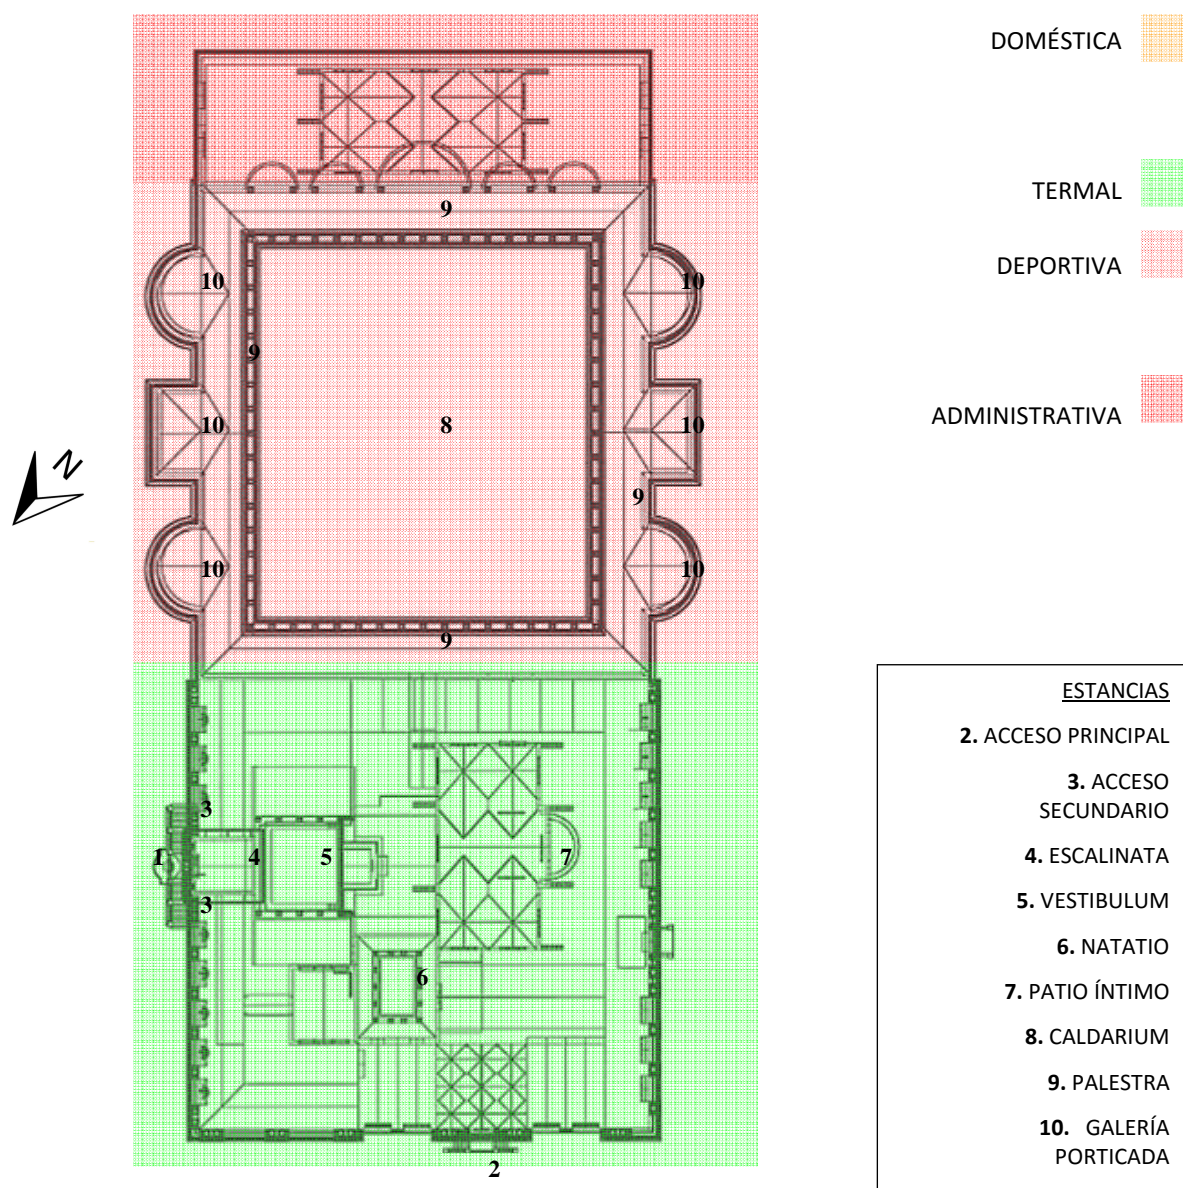 DOMÉSTICA
TERMAL
DEPORTIVA
ADMINISTRATIVA
N
9
10
10
9
10
8
10
9
10
10
9
3
1
4
5
7
3
6
2
ESTANCIAS
2. ACCESO PRINCIPAL
3. ACCESO
SECUNDARIO
4. ESCALINATA
5. VESTIBULUM
6. NATATIO
7. PATIO ÍNTIMO
8. CALDARIUM
9. PALESTRA
10. GALERÍA
PORTICADA